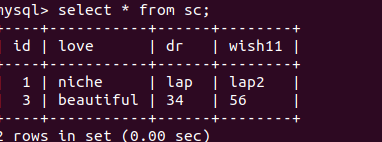 mysql> select * from sc;
+----+-----------+------+--------+
| id | love | dr | wish11 |
+----+-----------+------+--------+
| 1 | niche | lap | lap2 |
| 3 | beautiful | 34 | 56 |
+----+-----------+------+--------+
2 rows in set (0.00 sec)